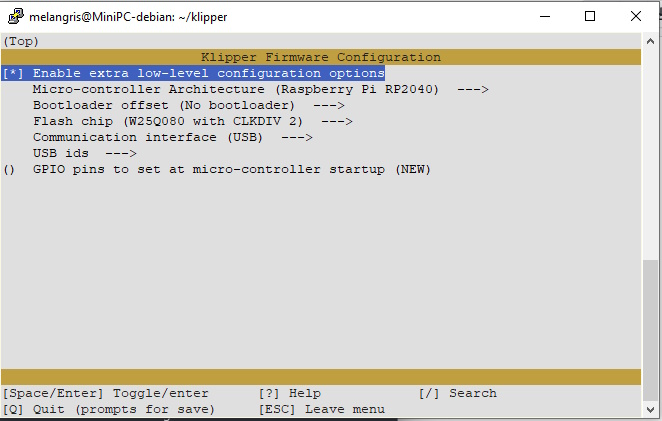 melangris@MiniPC-debian: ~/klipper
(Top)
Klipper Firmware Configuration
[*] Enable extra low-level configuration options
Micro-controller Architecture (Raspberry Pi RP2040) --->
Bootloader offset (No bootloader) --->
Flash chip (W25Q080 with CLKDIV 2) --->
Communication interface (USB) --->
USB ids --->
() GPIO pins to set at micro-controller startup (NEW)
[Space/Enter] Toggle/enter [?] Help [/] Search
[Q] Quit (prompts for save) [ESC] Leave menu